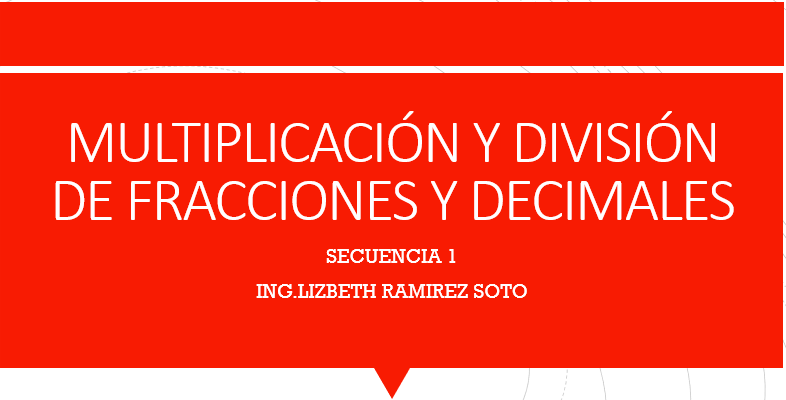 MULTIPLICACIÓN Y DIVISIÓN
DE FRACCIONES Y DECIMALES
SECUENCIA 1
ING.LIZBETH RAMIREZ SOTO